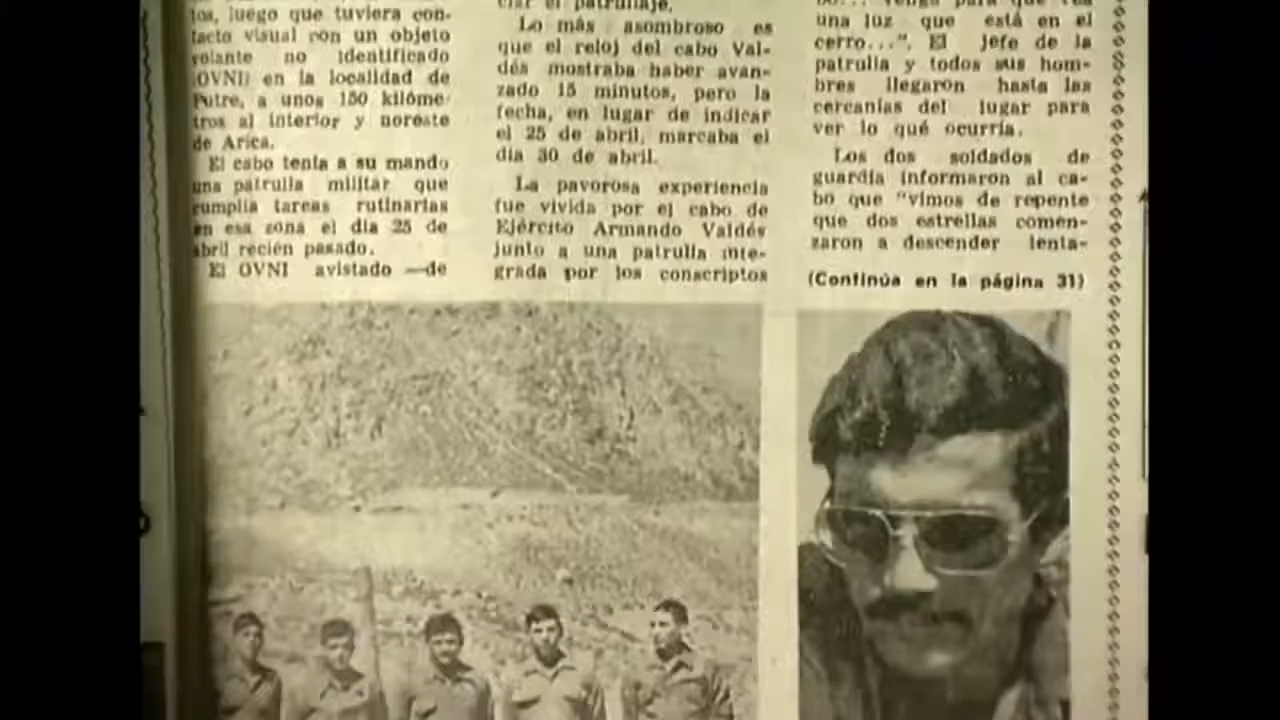 tos, luego que tuviera con-
tacto visual con un objeto
volante no identificado
(OVNI) en la localidad de
Putre, a unos 150 kilóme-
tros al interior y noreste
de Arica.
El cabo tenía a su mando
una patrulla militar que
cumplía tareas rutinarias
en esa zona el día 25 de
abril recién pasado.
El OVNI avistado —de
ciar el patrullaje.
Lo más asombroso es
que el reloj del cabo Val-
dés mostraba haber avan-
zado 15 minutos, pero la
fecha, en lugar de indicar
el 25 de abril, marcaba el
día 30 de abril.
La pavorosa experiencia
fue vivida por el cabo de
Ejército Armando Valdés
junto a una patrulla inte-
grada por los conscriptos
bo... venga para que vea
una luz que está en el
cerro...". El jefe de la
patrulla y todos sus hom-
bres llegaron hasta las
cercanías del lugar para
ver lo qué ocurría.
Los dos soldados de
guardia informaron al ca-
bo que "vimos de repente
que dos estrellas comen-
zaron a descender lenta-
(Continúa en la página 31)